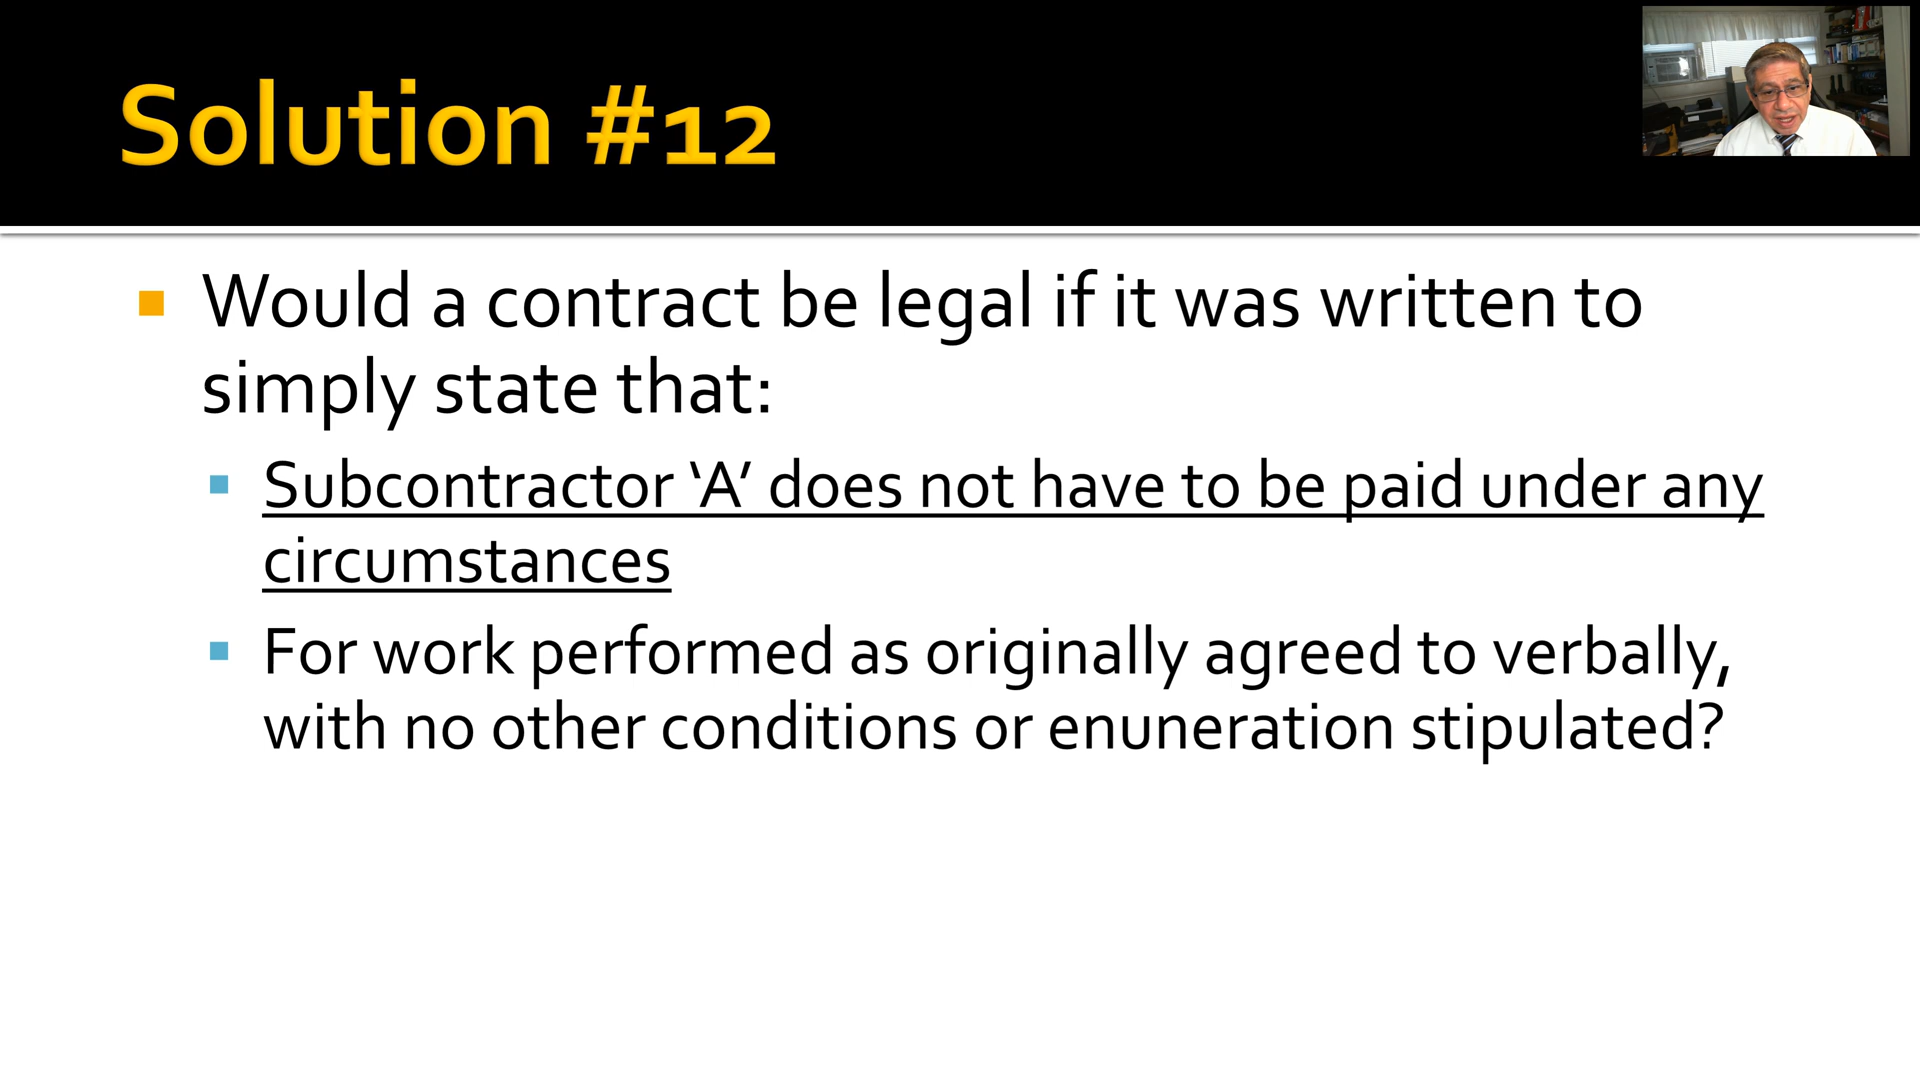 Solution #12
Would a contract be legal if it was written to
simply state that:
Subcontractor ‘A’ does not have to be paid under any
circumstances
For work performed as originally agreed to verbally,
with no other conditions or enuneration stipulated?